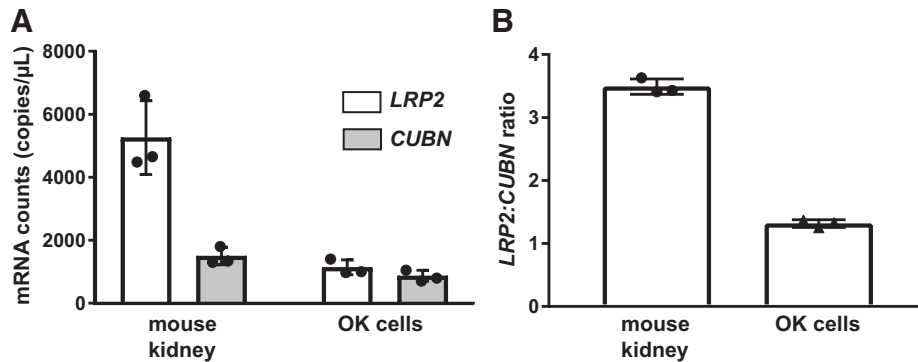 A
mRNA counts (copies/µL)
8000
6000
4000
2000
0
LRP2
CUBN
mouse
kidney
OK cells
B
LRP2:CUBN ratio
4
3
2
1
0
mouse
kidney
OK cells